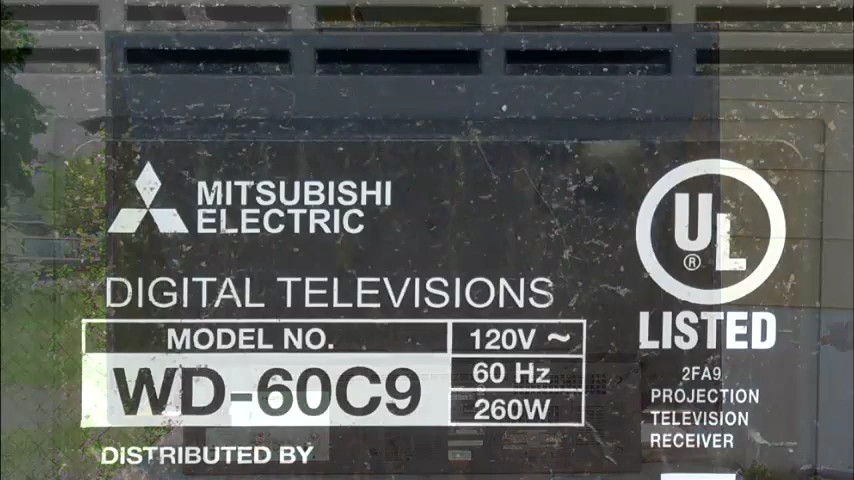 MITSUBISHI
ELECTRIC
DIGITAL TELEVISIONS
MODEL NO.
120V ~
WD-60C9
60 Hz
260W
DISTRIBUTED BY
UL
®
LISTED
2FA9
PROJECTION
TELEVISION
RECEIVER